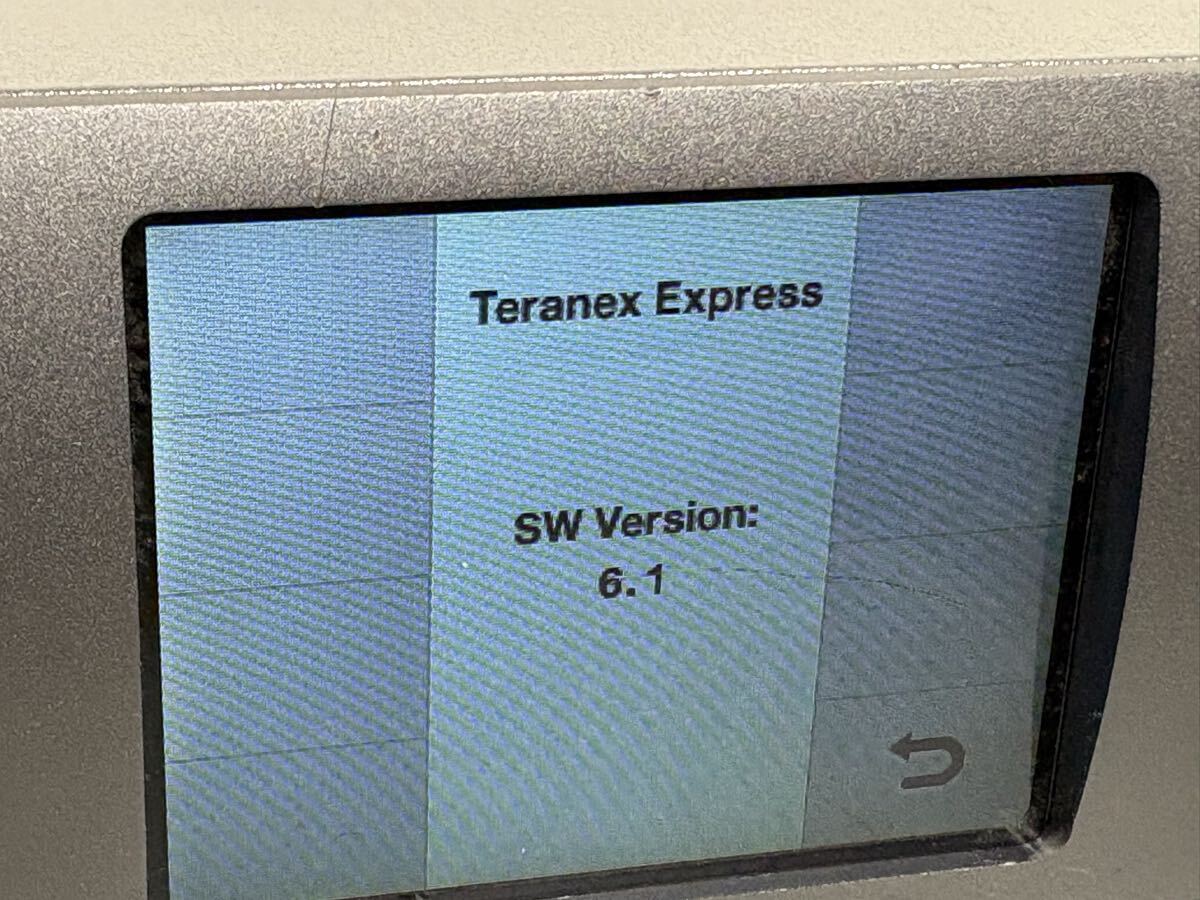 Teranex Express
SW Version:
6.1